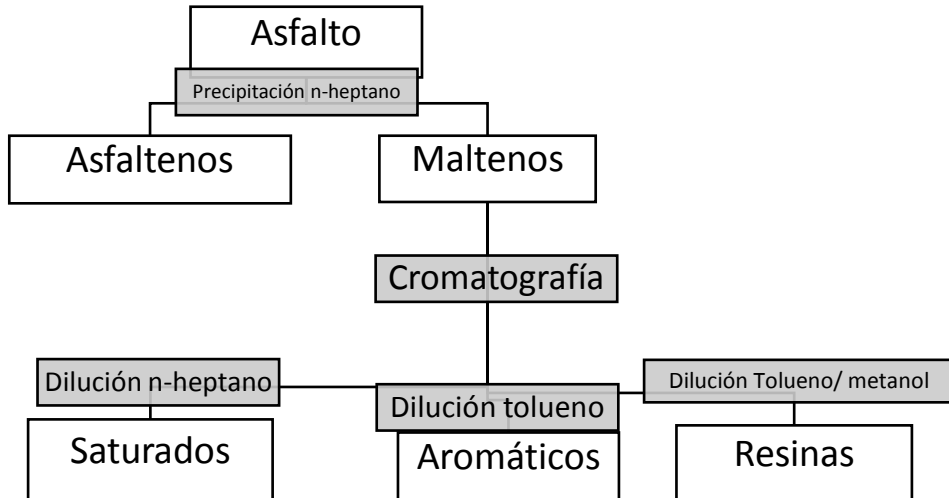 Asfalto
Precipitación n-heptano
Asfaltenos
Maltenos
Cromatografía
Dilución n-heptano
Dilución tolueno
Dilución Tolueno/ metanol
Saturados
Aromáticos
Resinas